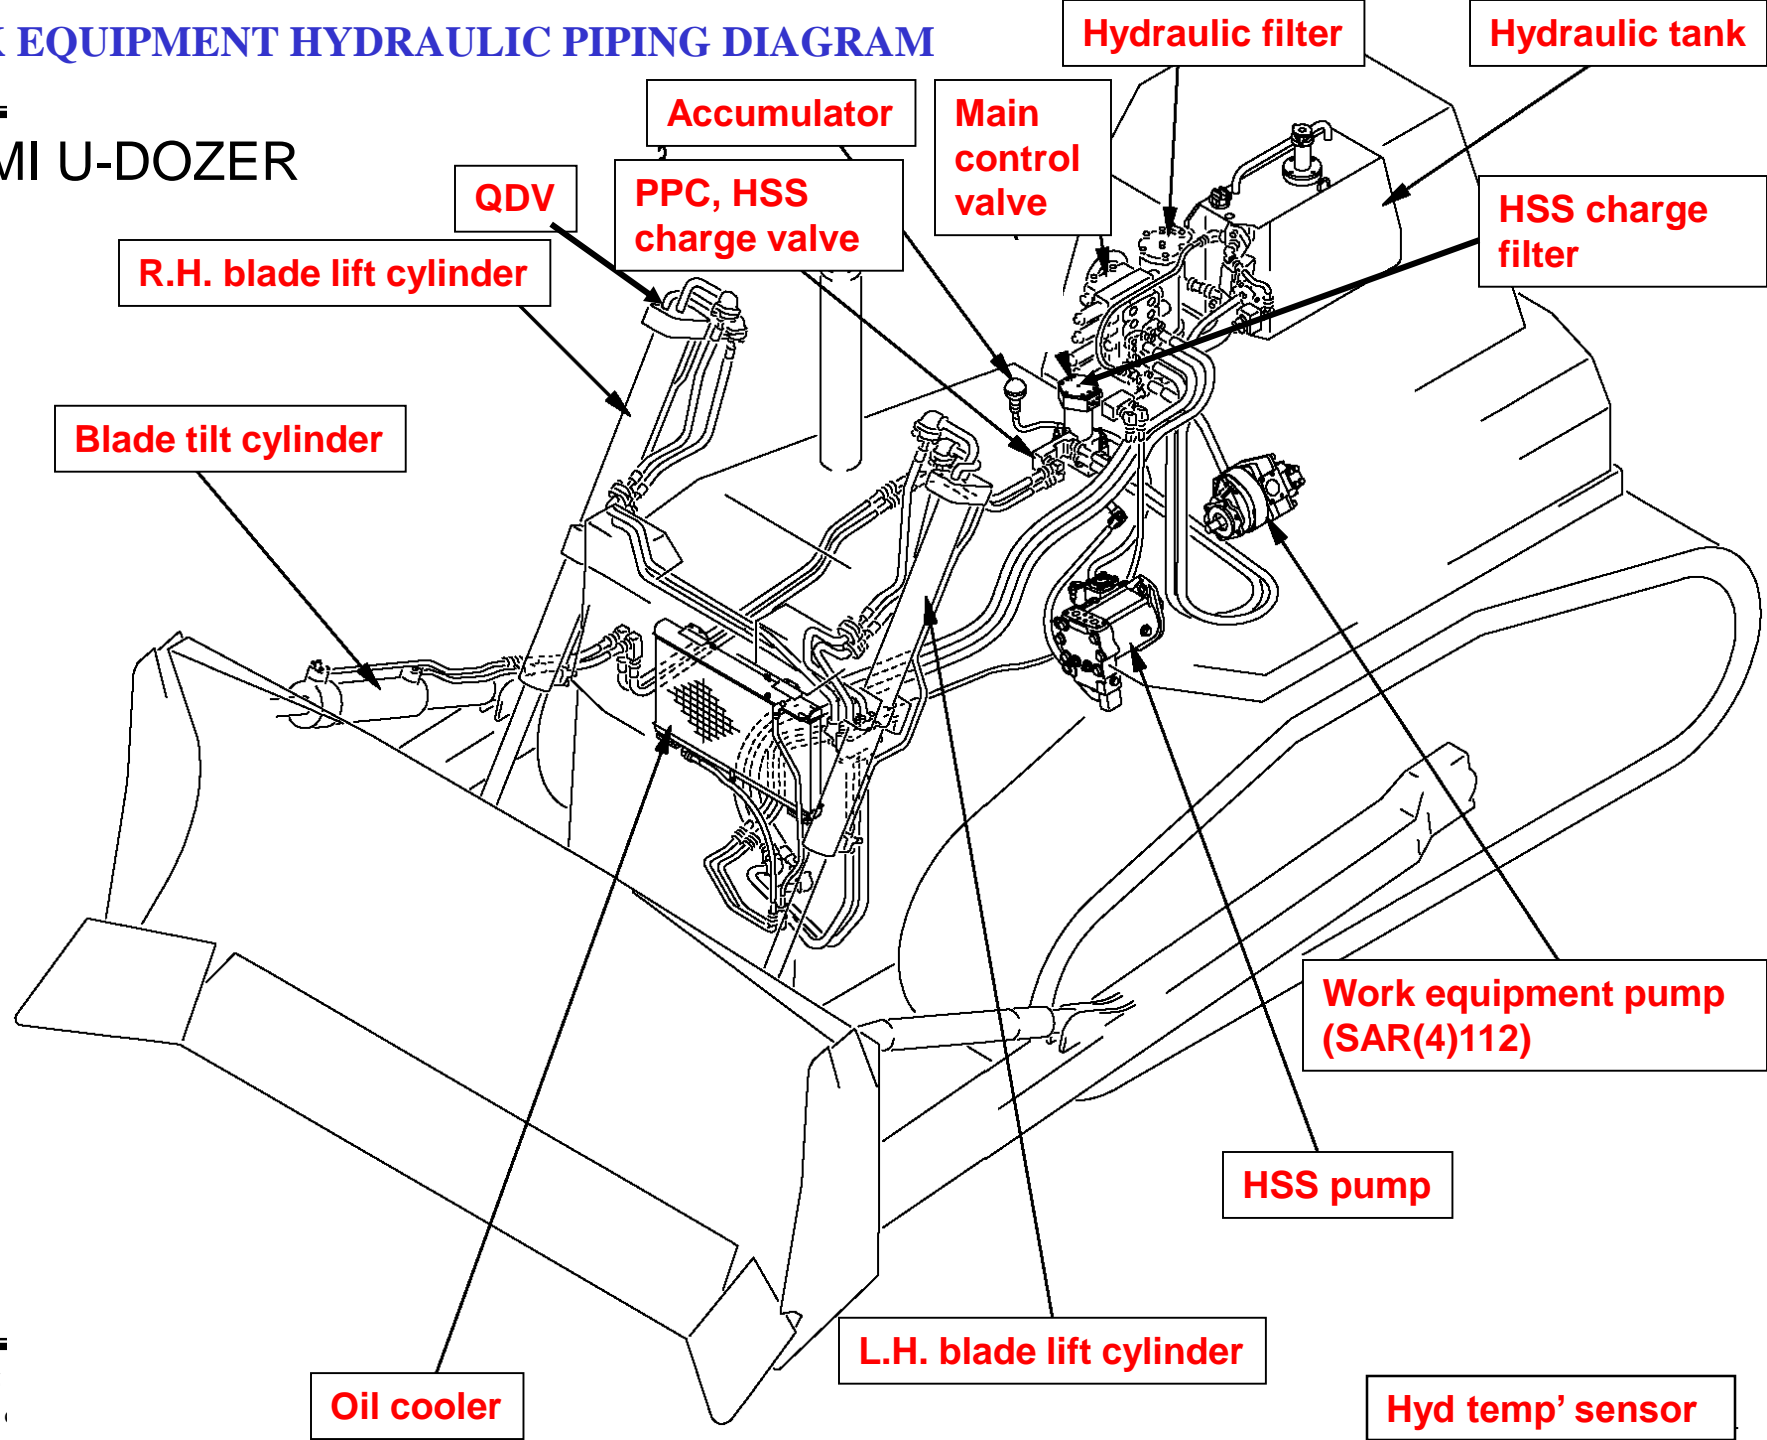 EQUIPMENT HYDRAULIC PIPING DIAGRAM
Hydraulic filter
Hydraulic tank
Accumulator
Main
control
valve
U-DOZER
QDV
PPC, HSS
charge valve
HSS charge
filter
R.H. blade lift cylinder
Blade tilt cylinder
Work equipment pump
(SAR(4)112)
HSS pump
L.H. blade lift cylinder
Oil cooler
Hyd temp’ sensor